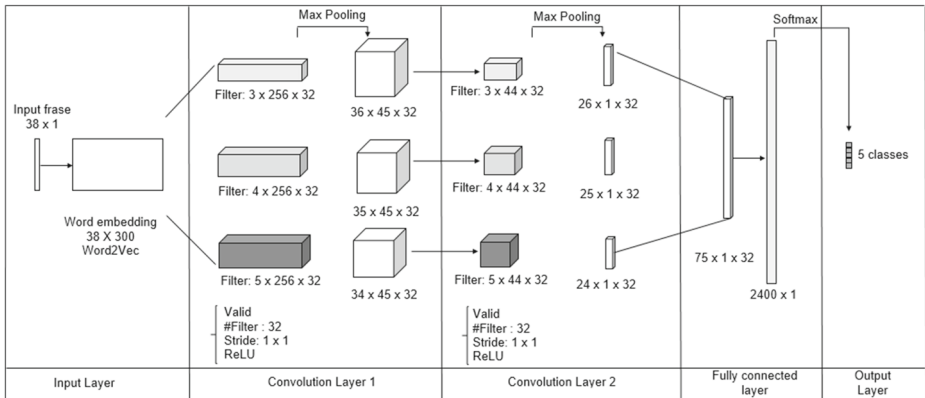 Max Pooling
Max Pooling
Softmax
Input frase
38 x 1
Word embedding
38 X 300
Word2Vec
Filter: 3 x 256 x 32
36 x 45 x 32
Filter: 3 x 44 x 32
26 x 1 x 32
Filter: 4 x 256 x 32
35 x 45 x 32
Filter: 4 x 44 x 32
25 x 1 x 32
Filter: 5 x 256 x 32
34 x 45 x 32
Filter: 5 x 44 x 32
24 x 1 x 32
75 x 1 x 32
2400 x 1
5 classes
Valid
#Filter : 32
Stride: 1 x 1
ReLU
Valid
#Filter : 32
Stride: 1 x 1
ReLU
Input Layer
Convolution Layer 1
Convolution Layer 2
Fully connected
layer
Output
Layer